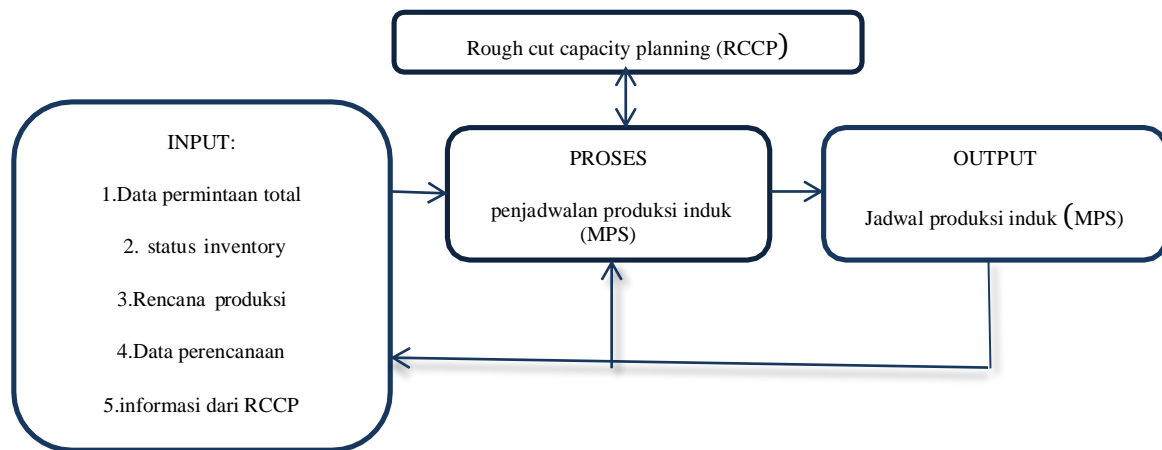 Rough cut capacity planning (RCCP)
INPUT:
1.Data permintaan total
2. status inventory
3.Rencana produksi
4.Data perencanaan
5.informasi dari RCCP
PROSES
penjadwalan produksi induk
(MPS)
OUTPUT
Jadwal produksi induk (MPS)